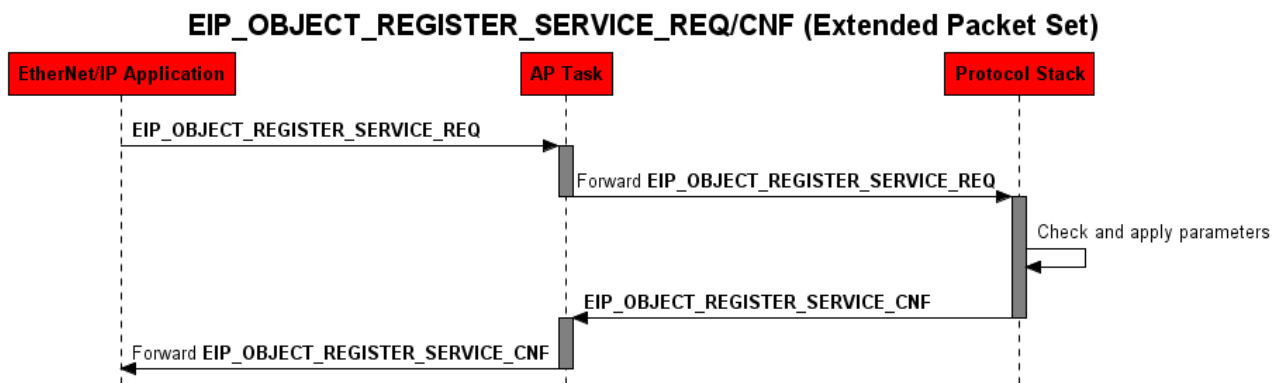 EIP_OBJECT_REGISTER_SERVICE_REQ/CNF (Extended Packet Set)
EtherNet/IP Application AP Task Protocol Stack
EIP_OBJECT_REGISTER_SERVICE_REQ
Forward EIP_OBJECT_REGISTER_SERVICE_REQ
Check and apply parameters
EIP_OBJECT_REGISTER_SERVICE_CNF
Forward EIP_OBJECT_REGISTER_SERVICE_CNF